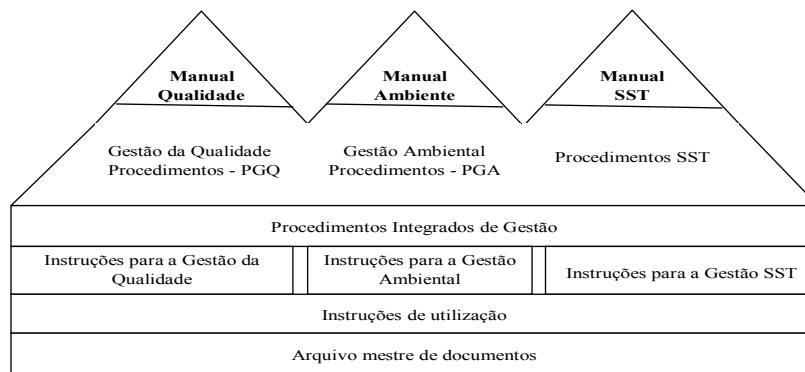 Manual
Qualidade
Manual
Ambiente
Manual
SST
Gestão da Qualidade
Procedimentos - PGQ
Gestão Ambiental
Procedimentos - PGA
Procedimentos SST
Procedimentos Integrados de Gestão
Instruções para a Gestão da
Qualidade
Instruções para a Gestão
Ambiental
Instruções para a Gestão SST
Instruções de utilização
Arquivo mestre de documentos